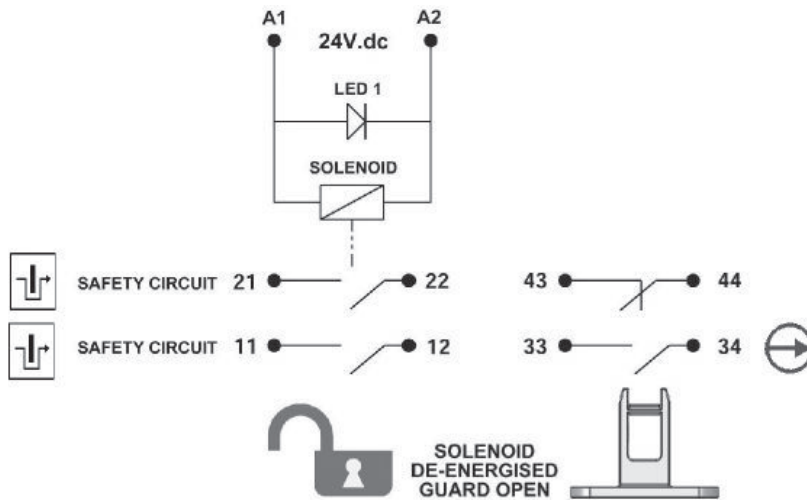 A1 A2
24V.dc
LED 1
SOLENOID
SAFETY CIRCUIT 21 22 43 44
SAFETY CIRCUIT 11 12 33 34
SOLENOID
DE-ENERGISED
GUARD OPEN